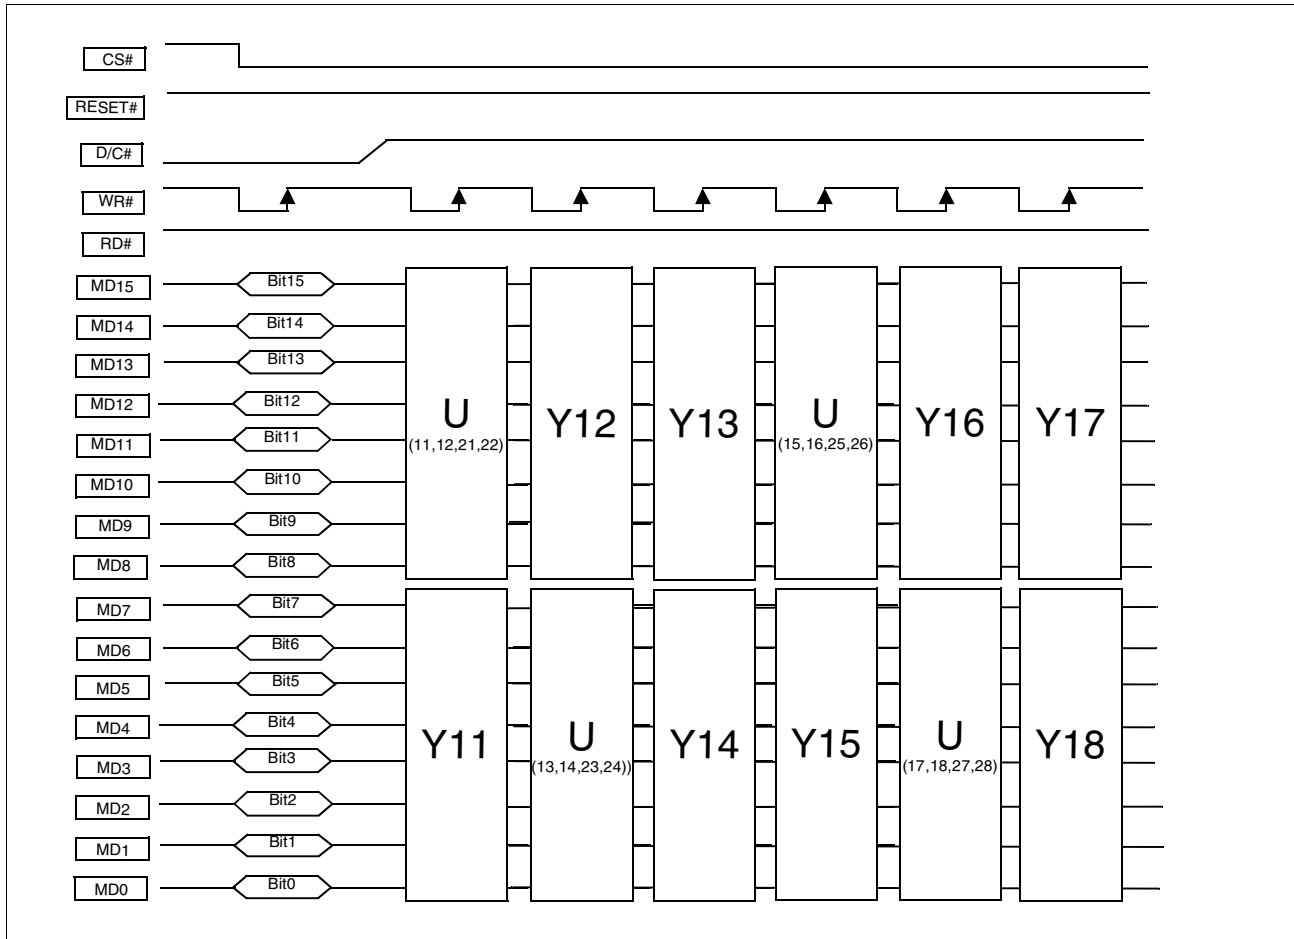 CS#
RESET#
D/C#
WR#
RD#
MD15 Bit15
MD14 Bit14
MD13 Bit13
MD12 Bit12
MD11 Bit11
MD10 Bit10
MD9 Bit9
MD8 Bit8
U Y12 Y13 U Y16 Y17
(11,12,21,22) (15,16,25,26)
MD7 Bit7
MD6 Bit6
MD5 Bit5
MD4 Bit4
MD3 Bit3
MD2 Bit2
MD1 Bit1
MD0 Bit0
Y11 U Y14 Y15 U Y18
(13,14,23,24)) (17,18,27,28)